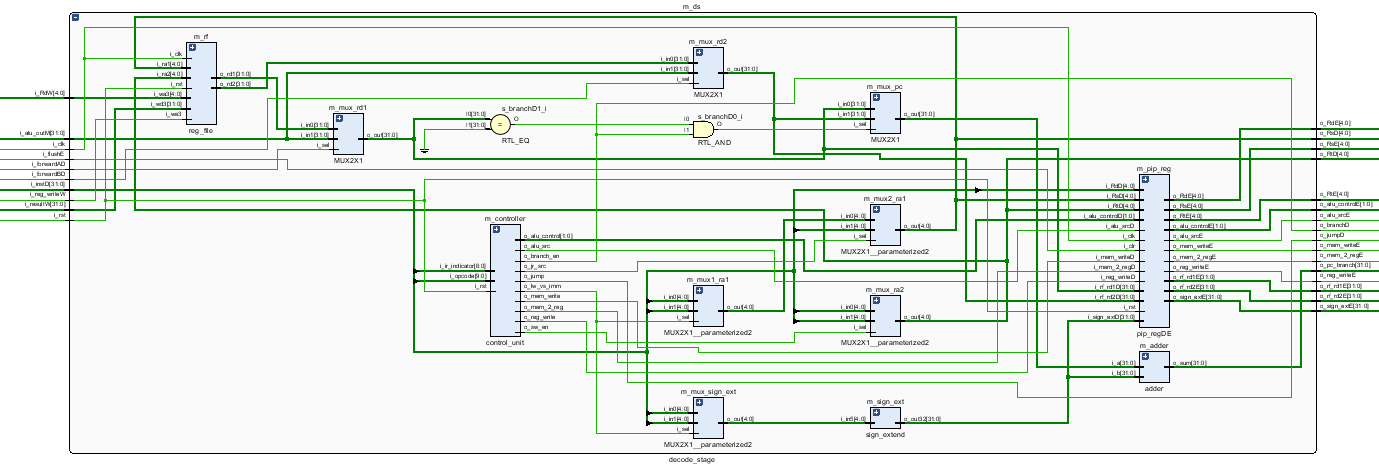 m_ds
m_rf
i_clk
i_ra1[4:0]
i_ra2[4:0]
i_rst
i_wa3[4:0]
i_wd3[31:0]
i_we3
o_rd1[31:0]
o_rd2[31:0]
reg_file
m_mux_rd1
i_in0[31:0]
i_in1[31:0]
i_sel
o_out[31:0]
MUX2X1
s_branchD1_i
I0[31:0]
I1[31:0]
=
O
RTL_EQ
m_mux_rd2
i_in0[31:0]
i_in1[31:0]
i_sel
o_out[31:0]
MUX2X1
s_branchD0_i
I0
I1
O
RTL_AND
m_mux_pc
i_in0[31:0]
i_in1[31:0]
i_sel
o_out[31:0]
MUX2X1
i_RdW[4:0]
i_alu_outM[31:0]
i_clk
i_flushE
i_forwardAD
i_forwardBD
i_instD[31:0]
i_reg_writeW
i_resultW[31:0]
i_rst
m_controller
i_ir_indicator[8:0]
i_opcode[9:0]
i_rst
o_alu_control[1:0]
o_alu_src
o_branch_en
o_jr_src
o_jump
o_lw_vs_imm
o_mem_write
o_mem_2_reg
o_reg_write
o_sw_en
control_unit
m_mux1_ra1
i_in0[4:0]
i_in1[4:0]
i_sel
o_out[4:0]
MUX2X1__parameterized2
m_mux2_ra1
i_in0[4:0]
i_in1[4:0]
i_sel
o_out[4:0]
MUX2X1__parameterized2
m_mux_ra2
i_in0[4:0]
i_in1[4:0]
i_sel
o_out[4:0]
MUX2X1__parameterized2
m_mux_sign_ext
i_in0[4:0]
i_in1[4:0]
i_sel
o_out[4:0]
MUX2X1__parameterized2
m_sign_ext
i_in5[4:0]
o_out32[31:0]
sign_extend
m_pip_reg
i_RdD[4:0]
i_RsD[4:0]
i_RtD[4:0]
i_alu_controlD[1:0]
i_alu_srcD
i_clk
i_clr
i_mem_writeD
i_mem_2_regD
i_reg_writeD
i_rf_rd1D[31:0]
i_rf_rd2D[31:0]
i_rst
i_sign_extD[31:0]
o_RdE[4:0]
o_RsE[4:0]
o_RtE[4:0]
o_alu_controlE[1:0]
o_alu_srcE
o_mem_writeE
o_mem_2_regE
o_reg_writeE
o_rf_rd1E[31:0]
o_rf_rd2E[31:0]
o_sign_extE[31:0]
pip_regDE
m_adder
i_a[31:0]
i_b[31:0]
o_sum[31:0]
adder
o_RdE[4:0]
o_RsD[4:0]
o_RsE[4:0]
o_RtD[4:0]
o_RtE[4:0]
o_alu_controlE[1:0]
o_alu_srcE
o_branchD
o_jumpD
o_mem_writeE
o_mem_2_regE
o_pc_branch[31:0]
o_reg_writeE
o_rf_rd1E[31:0]
o_rf_rd2E[31:0]
o_sign_extE[31:0]
decode_stage